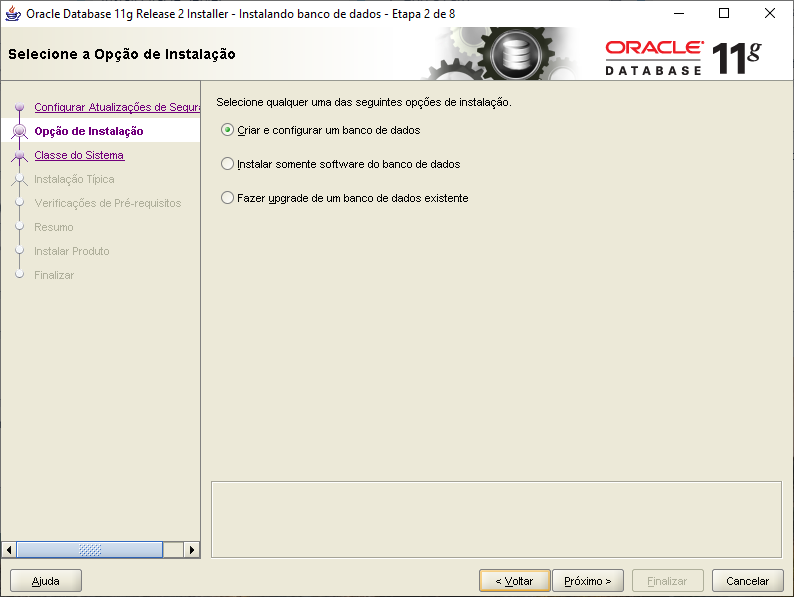 Oracle Database 11g Release 2 Installer - Instalando banco de dados - Etapa 2 de 8
Selecione a Opção de Instalação
ORACLE
DATABASE
11g
Configurar Atualizações de Segura
Opção de Instalação
Classe do Sistema
Instalação Típica
Verificações de Pré-requisitos
Resumo
Instalar Produto
Finalizar
Selecione qualquer uma das seguintes opções de instalação.
Criar e configurar um banco de dados
Instalar somente software do banco de dados
Fazer upgrade de um banco de dados existente
Ajuda
< Voltar
Próximo >
Finalizar
Cancelar